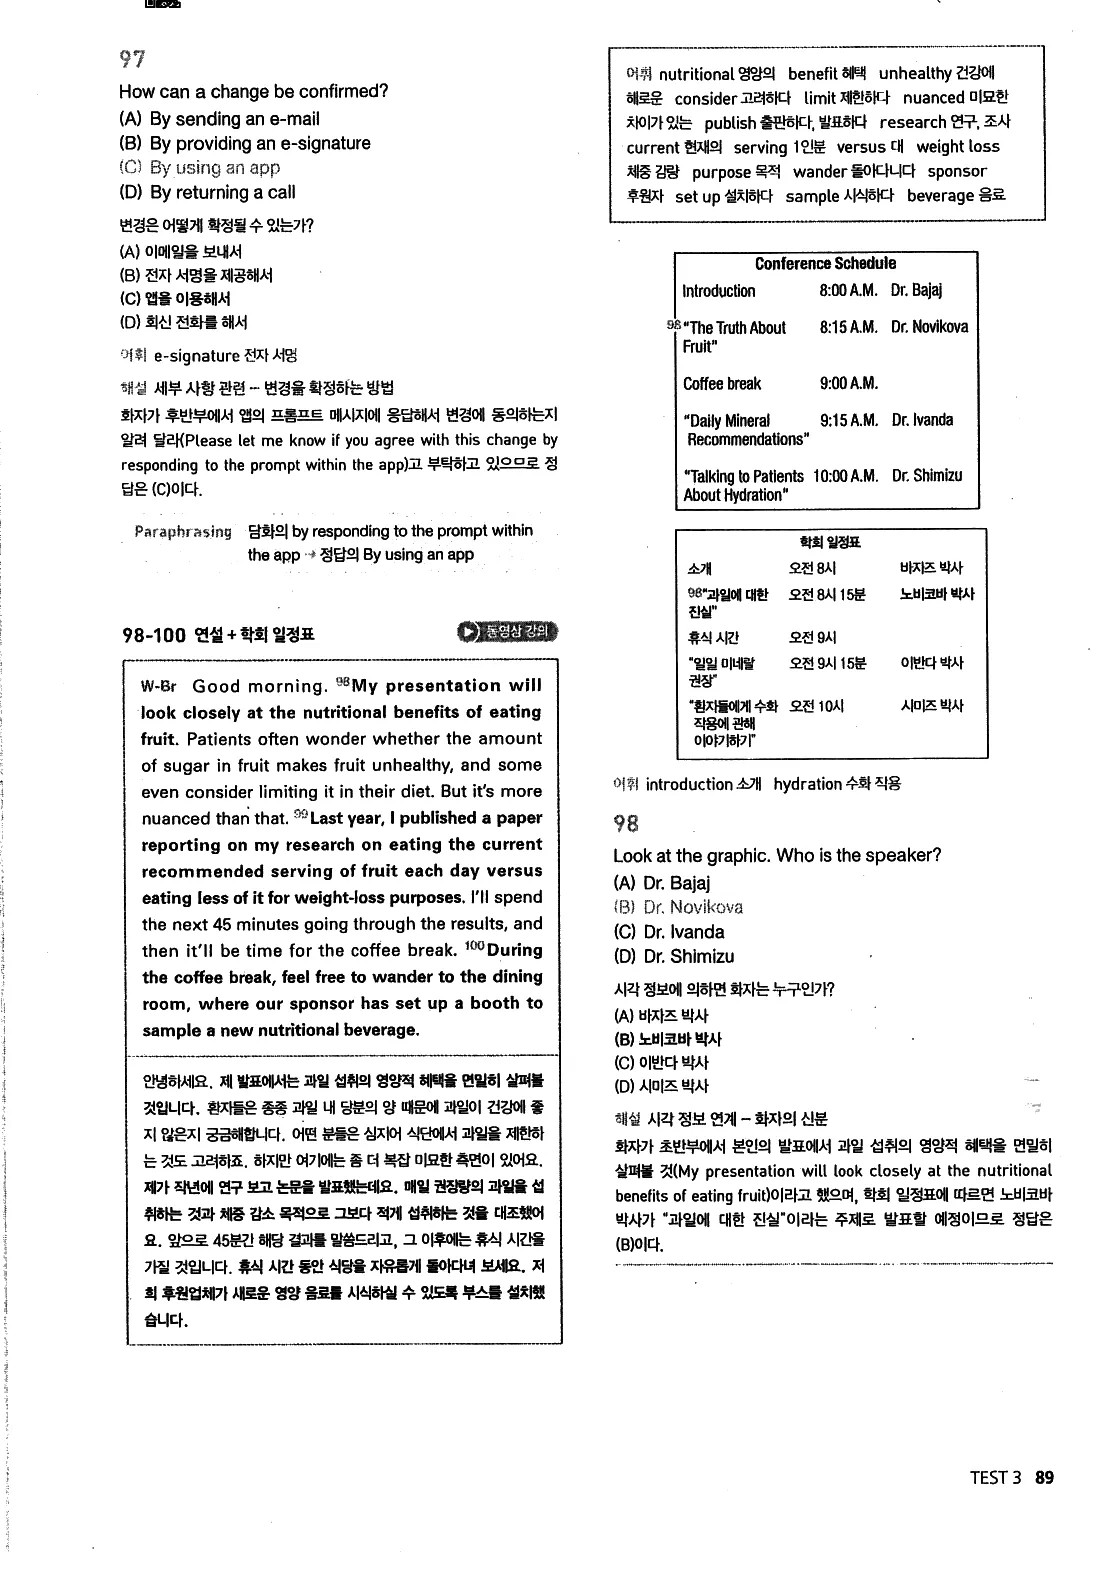 97
How can a change be confirmed?
(A) By sending an e-mail
(B) By providing an e-signature
(C) By using an app
(D) By returning a call
변경은 어떻게 확정될 수 있는가?
(A) 이메일을 보내서
(B) 전자 서명을 제공해서
(C) 앱을 이용해서
(D) 회신 전화를 해서
어휘 e-signature 전자 서명
해설 세부 사항 관련 – 변경을 확정하는 방법
화자가 후반부에서 앱의 프롬프트 메시지에 응답해서 변경에 동의하는지
알려 달라(Please let me know if you agree with this change by
responding to the prompt within the app)고 부탁하고 있으므로 정
답은 (C)이다.
Paraphrasing 담화의 by responding to the prompt within
the app → 정답의 By using an app
98-100 연설 + 학회 일정표 동영상 강의
W-Br Good morning. 98My presentation will
look closely at the nutritional benefits of eating
fruit. Patients often wonder whether the amount
of sugar in fruit makes fruit unhealthy, and some
even consider limiting it in their diet. But it's more
nuanced than that. 99Last year, I published a paper
reporting on my research on eating the current
recommended serving of fruit each day versus
eating less of it for weight-loss purposes. I'll spend
the next 45 minutes going through the results, and
then it'll be time for the coffee break. 100During
the coffee break, feel free to wander to the dining
room, where our sponsor has set up a booth to
sample a new nutritional beverage.
안녕하세요. 제 발표에서는 과일 섭취의 영양적 혜택을 면밀히 살펴볼
것입니다. 환자들은 종종 과일 내 당분의 양 때문에 과일이 건강에 좋
지 않은지 궁금해합니다. 어떤 분들은 심지어 식단에서 과일을 제한하
는 것도 고려하죠. 하지만 여기에는 좀 더 복잡 미묘한 측면이 있어요.
제가 작년에 연구 보고 논문을 발표했는데요. 매일 권장량의 과일을 섭
취하는 것과 체중 감소 목적으로 그보다 적게 섭취하는 것을 대조했어
요. 앞으로 45분간 해당 결과를 말씀드리고, 그 이후에는 휴식 시간을
가질 것입니다. 휴식 시간 동안 식당을 자유롭게 돌아다녀 보세요. 저
희 후원업체가 새로운 영양 음료를 시식하실 수 있도록 부스를 설치했
습니다.
어휘 nutritional 영양의 benefit 혜택 unhealthy 건강에
해로운 consider 고려하다 limit 제한하다 nuanced 미묘한
차이가 있는 publish 출판하다, 발표하다 research 연구, 조사
current 현재의 serving 1인분 versus 대 weight loss
체중 감량 purpose 목적 wander 돌아다니다 sponsor
후원자 set up 설치하다 sample 시식하다 beverage 음료
Conference Schedule
Introduction 8:00 A.M. Dr. Bajaj
98 "The Truth About 8:15 A.M. Dr. Novikova
Fruit"
Coffee break 9:00 A.M.
"Daily Mineral 9:15 A.M. Dr. Ivanda
Recommendations"
"Talking to Patients 10:00 A.M. Dr. Shimizu
About Hydration"
학회 일정표
소개 오전 8시 바자즈 박사
98"과일에 대한 오전 8시 15분 노비코바 박사
진실"
휴식 시간 오전 9시
"일일 미네랄 오전 9시 15분 이반다 박사
권장"
"환자들에게 수화 오전 10시 시미즈 박사
작용에 관해
이야기하기"
어휘 introduction 소개 hydration 수화 작용
98
Look at the graphic. Who is the speaker?
(A) Dr. Bajaj
(B) Dr. Novikova
(C) Dr. Ivanda
(D) Dr. Shimizu
시각 정보에 의하면 화자는 누구인가?
(A) 바자즈 박사
(B) 노비코바 박사
(C) 이반다 박사
(D) 시미즈 박사
해설 시각 정보 연계 – 화자의 신분
화자가 초반부에서 본인의 발표에서 과일 섭취의 영양적 혜택을 면밀히
살펴볼 것(My presentation will look closely at the nutritional
benefits of eating fruit)이라고 했으며, 학회 일정표에 따르면 노비코바
박사가 "과일에 대한 진실"이라는 주제로 발표할 예정이므로 정답은
(B)이다.
TEST 3 89